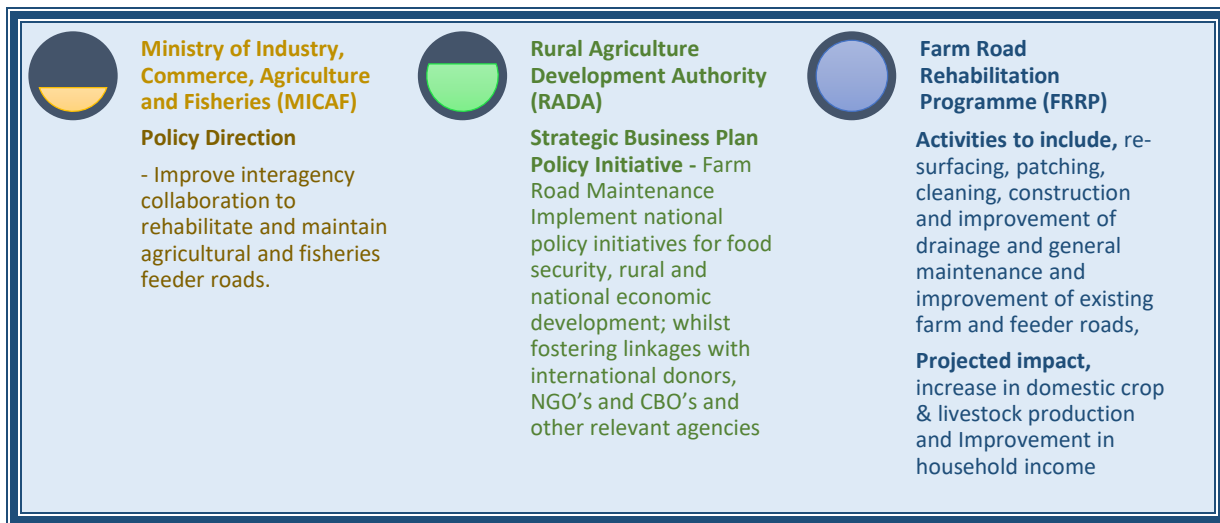 Ministry of Industry,
Commerce, Agriculture
and Fisheries (MICAF)
Policy Direction
- Improve interagency
collaboration to
rehabilitate and maintain
agricultural and fisheries
feeder roads.
Rural Agriculture
Development Authority
(RADA)
Strategic Business Plan
Policy Initiative - Farm
Road Maintenance
Implement national
policy initiatives for food
security, rural and
national economic
development; whilst
fostering linkages with
international donors,
NGO’s and CBO’s and
other relevant agencies
Farm Road
Rehabilitation
Programme (FRRP)
Activities to include, re-
surfacing, patching,
cleaning, construction
and improvement of
drainage and general
maintenance and
improvement of existing
farm and feeder roads,
Projected impact,
increase in domestic crop
& livestock production
and Improvement in
household income